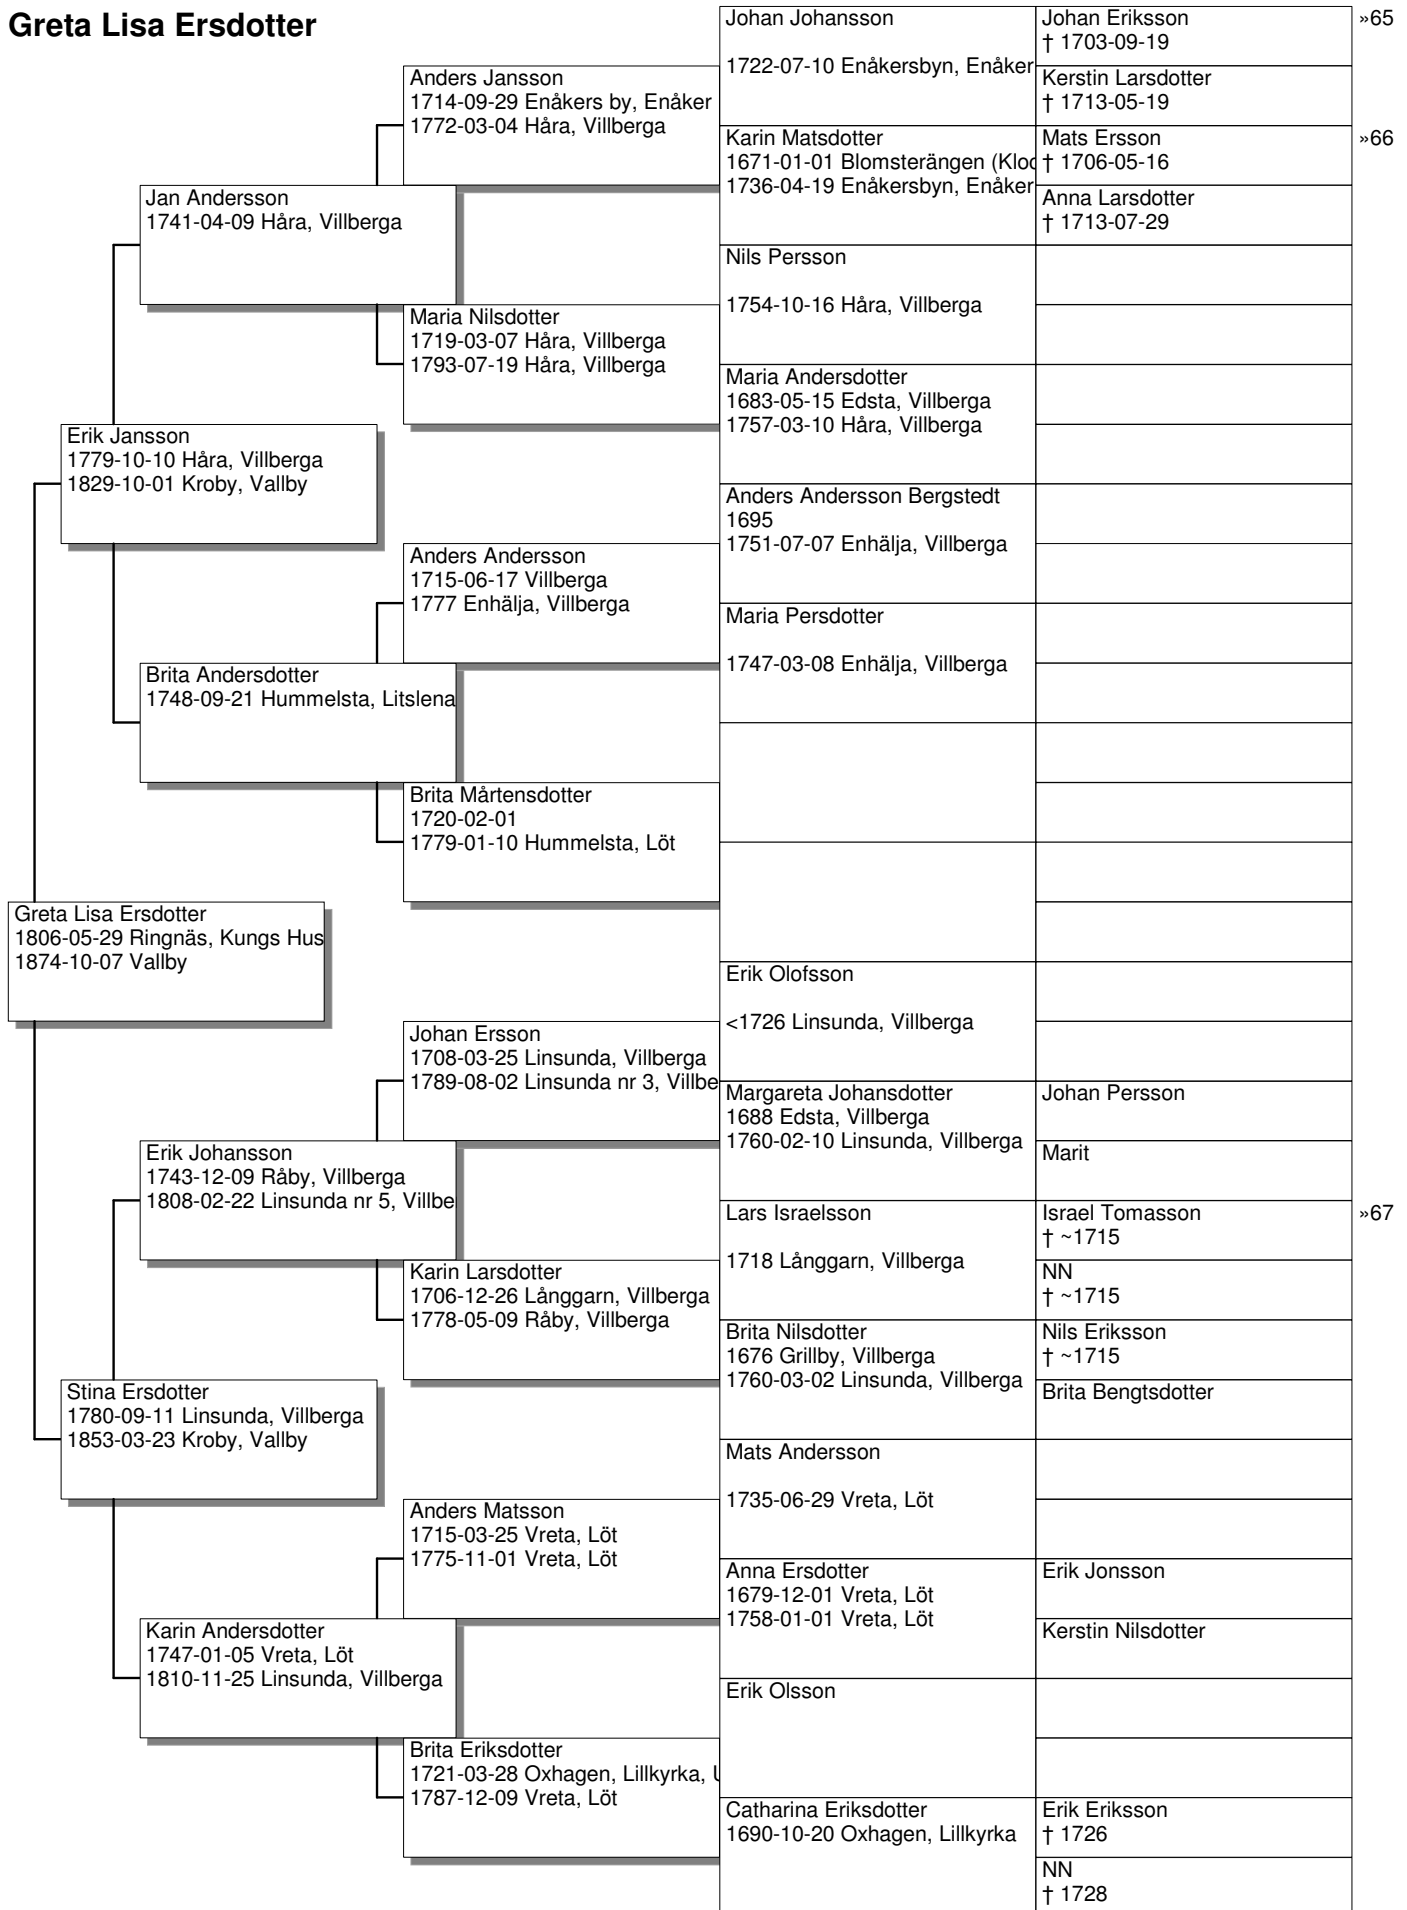 Greta Lisa Ersdotter
Greta Lisa Ersdotter
1806-05-29 Ringnäs, Kungs Hus
1874-10-07 Vallby
Erik Jansson
1779-10-10 Håra, Villberga
1829-10-01 Kroby, Vallby
Stina Ersdotter
1780-09-11 Linsunda, Villberga
1853-03-23 Kroby, Vallby
Jan Andersson
1741-04-09 Håra, Villberga
Brita Andersdotter
1748-09-21 Hummelsta, Litslena
Erik Johansson
1743-12-09 Råby, Villberga
1808-02-22 Linsunda nr 5, Villbe
Karin Andersdotter
1747-01-05 Vreta, Löt
1810-11-25 Linsunda, Villberga
Anders Jansson
1714-09-29 Enåkers by, Enåker
1772-03-04 Håra, Villberga
Maria Nilsdotter
1719-03-07 Håra, Villberga
1793-07-19 Håra, Villberga
Anders Andersson
1715-06-17 Villberga
1777 Enhälja, Villberga
Brita Mårtensdotter
1720-02-01
1779-01-10 Hummelsta, Löt
Johan Ersson
1708-03-25 Linsunda, Villberga
1789-08-02 Linsunda nr 3, Villbe
Karin Larsdotter
1706-12-26 Långgarn, Villberga
1778-05-09 Råby, Villberga
Anders Matsson
1715-03-25 Vreta, Löt
1775-11-01 Vreta, Löt
Brita Eriksdotter
1721-03-28 Oxhagen, Lillkyrka, U
1787-12-09 Vreta, Löt
Johan Johansson
1722-07-10 Enåkersbyn, Enåker
Karin Matsdotter
1671-01-01 Blomsterängen (Kloc
1736-04-19 Enåkersbyn, Enåker
Nils Persson
1754-10-16 Håra, Villberga
Maria Andersdotter
1683-05-15 Edsta, Villberga
1757-03-10 Håra, Villberga
Anders Andersson Bergstedt
1695
1751-07-07 Enhälja, Villberga
Maria Persdotter
1747-03-08 Enhälja, Villberga
Erik Olofsson
<1726 Linsunda, Villberga
Margareta Johansdotter
1688 Edsta, Villberga
1760-02-10 Linsunda, Villberga
Lars Israelsson
1718 Långgarn, Villberga
Brita Nilsdotter
1676 Grillby, Villberga
1760-03-02 Linsunda, Villberga
Mats Andersson
1735-06-29 Vreta, Löt
Anna Ersdotter
1679-12-01 Vreta, Löt
1758-01-01 Vreta, Löt
Erik Olsson
Catharina Eriksdotter
1690-10-20 Oxhagen, Lillkyrka
Johan Eriksson
† 1703-09-19
»65
Kerstin Larsdotter
† 1713-05-19
Mats Ersson
† 1706-05-16
»66
Anna Larsdotter
† 1713-07-29
Johan Persson
Marit
Israel Tomasson
† ~1715
»67
NN
† ~1715
Nils Eriksson
† ~1715
Brita Bengtsdotter
Erik Jonsson
Kerstin Nilsdotter
Erik Eriksson
† 1726
NN
† 1728